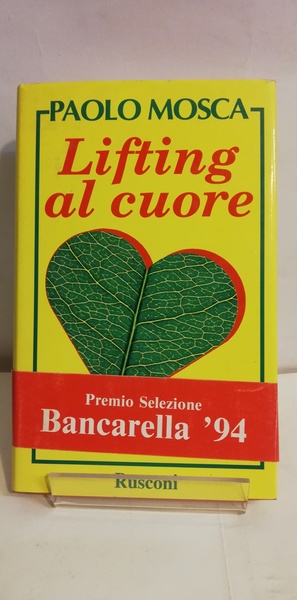 PAOLO MOSCA
Lifting
al cuore
Premio Selezione
Bancarella ’94
Rusconi